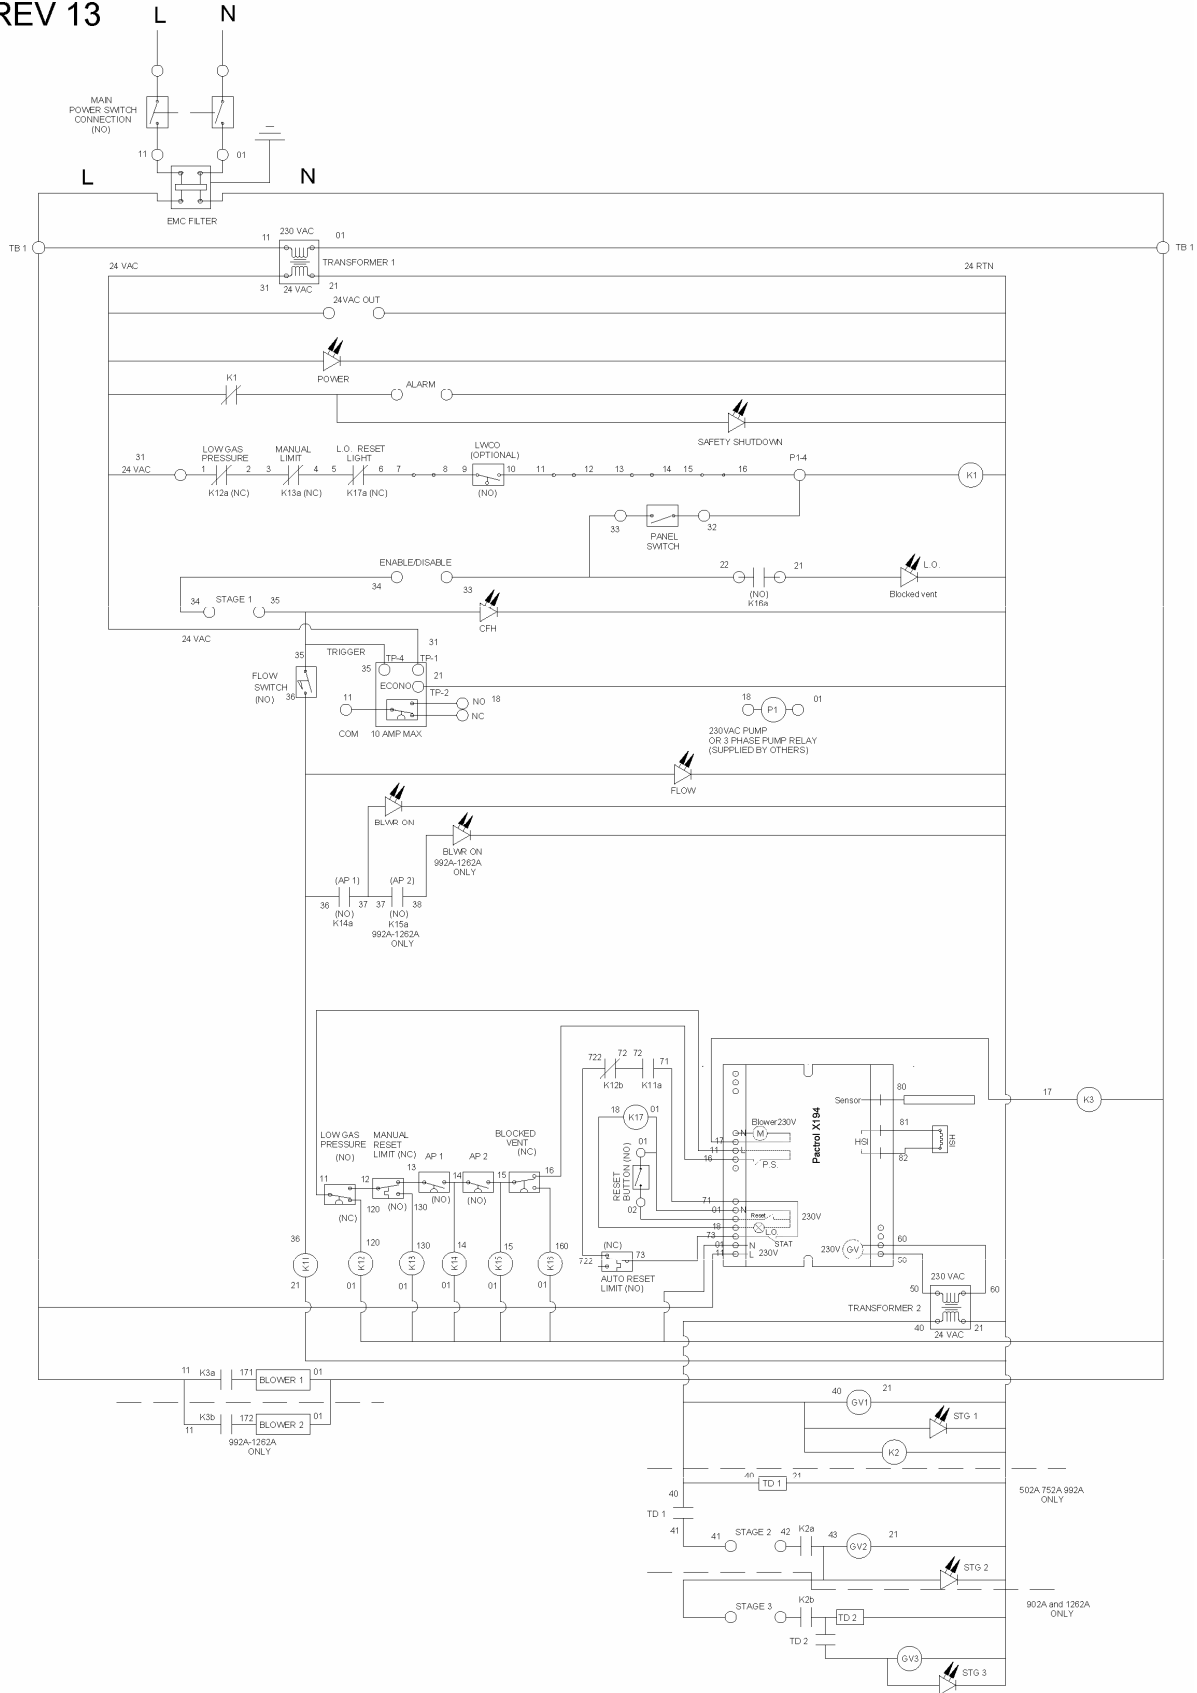 REV 13
L N
MAIN
POWER SWITCH
CONNECTION
(NO)
11 01
L N
EMC FILTER
TB 1
11 230 VAC 01
TB 1
24 VAC
TRANSFORMER 1
24 RTN
31 24 VAC 21
24VAC OUT
POWER
K1
ALARM
SAFETY SHUTDOWN
31
24 VAC
LOW GAS
PRESSURE
MANUAL
LIMIT
L.O. RESET
LIGHT
LWCO
(OPTIONAL)
P1-4
1 2 3 4 5 6 7 8 9 10 11 12 13 14 15 16
K1
K12a (NC)
K13a (NC)
K17a (NC)
(NO)
33 32
PANEL
SWITCH
ENABLE/DISABLE
34 33
22 21
L.O.
(NO)
K16a
Blocked vent
34 STAGE 1 35
CFH
24 VAC
31
35 TRIGGER
TP-4 TP-1
35
21
FLOW
SWITCH
(NO)
36
ECONO
TP-2
11
NO 18
NC
COM
10 AMP MAX
18 01
P1
230VAC PUMP
OR 3 PHASE PUMP RELAY
(SUPPLIED BY OTHERS)
FLOW
BLWR ON
BLWR ON
992A-1262A
ONLY
(AP 1) (AP 2)
36 37 37 38
(NO)
K14a
(NO)
K15a
992A-1262A
ONLY
722 72 72 71
K12b K11a
18 K17 01
01
RESET
BUTTON (NO)
02
LOW GAS
PRESSURE
(NO)
MANUAL
RESET
LIMIT (NC)
AP 1
AP 2
BLOCKED
VENT
(NC)
11 12 13 14 15 16
(NC)
120
(NO)
130
(NO)
(NO)
36 120 130 14 15 160
K11 K12 K13 K14 K15 K16
21 01 01 01 01 01
(NC)
722 73
AUTO RESET
LIMIT (NO)
Pactrol X194
Blower 230V
N M
17
11 L
16
P.S.
71
01 N
Reset
18
L.O.
73
STAT
01 N
11 L 230V
230V
230V GV
Sensor
HSI
80
81
82
HSI
60
50
17 K3
230 VAC
50 60
TRANSFORMER 2
40 21
24 VAC
11 K3a 171 BLOWER 1 01
K3b 172 BLOWER 2 01
11
992A-1262A
ONLY
40 21
GV1
STG 1
K2
40 21
TD 1
502A 752A 992A
ONLY
40
TD 1
41
41 STAGE 2 42 K2a 43 GV2 21
STG 2
902A and 1262A
ONLY
STAGE 3 K2b TD 2
TD 2
GV3
STG 3